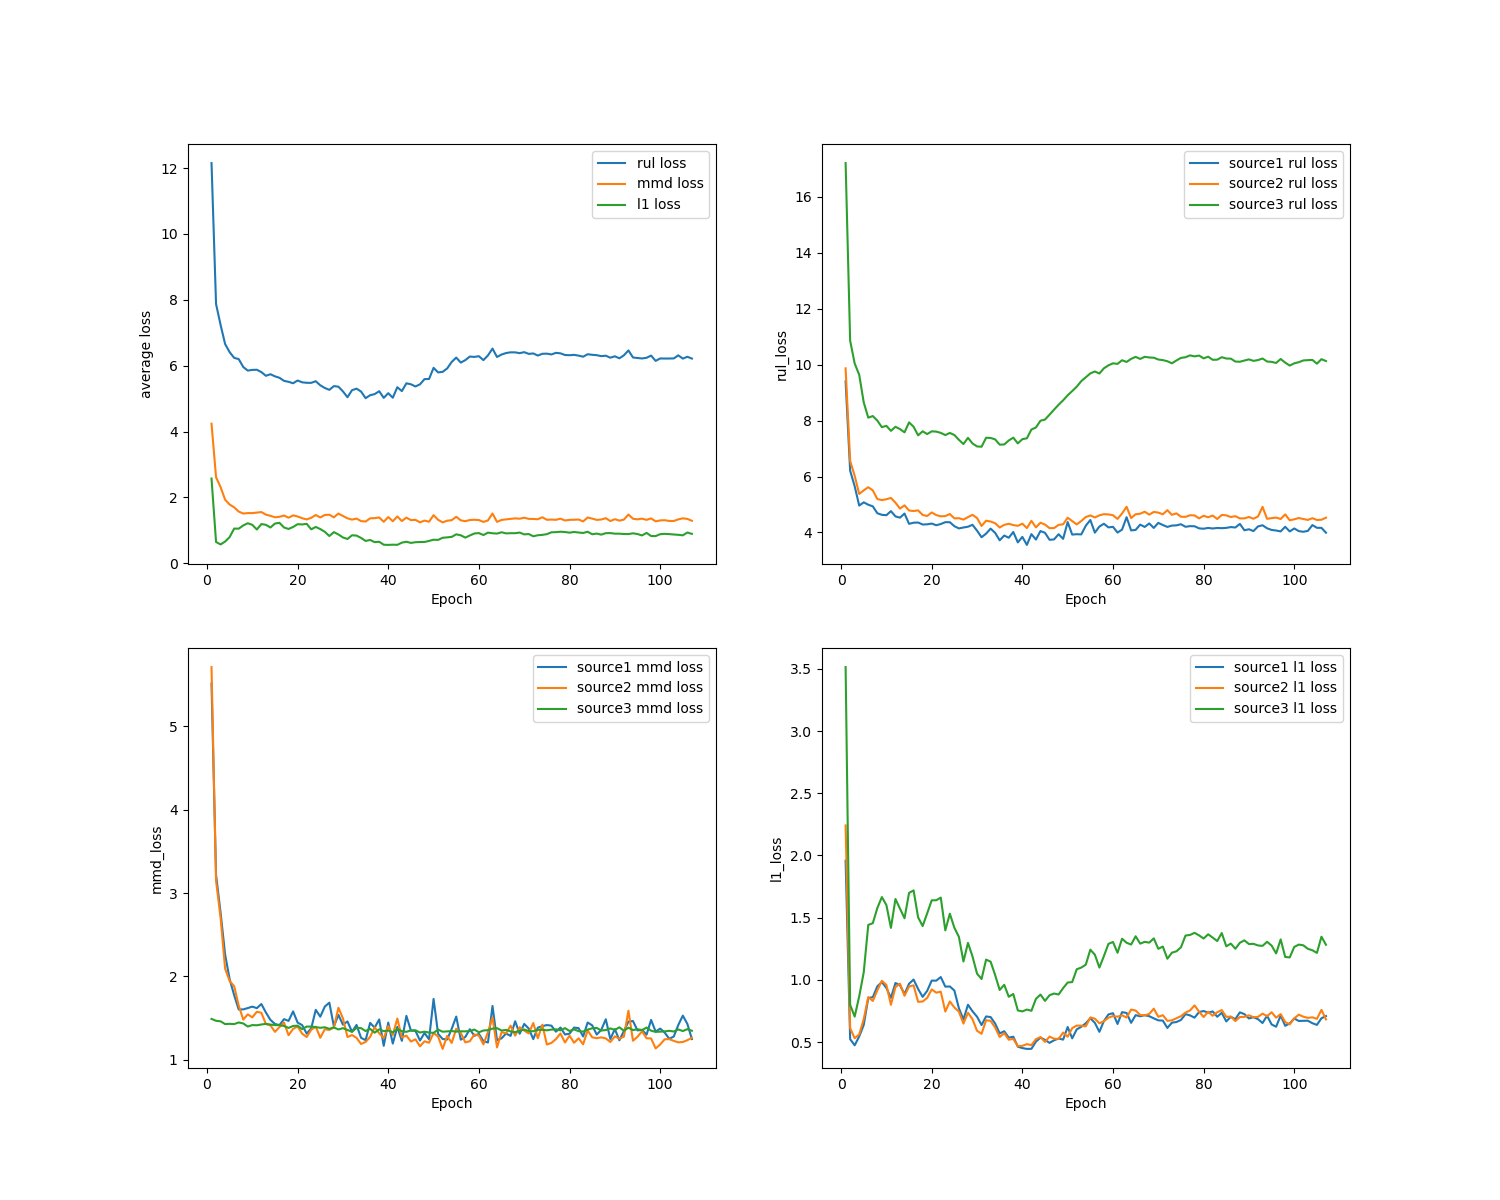 average loss
12
10
8
6
4
2
0
rul loss
mmd loss
l1 loss
0 20 40 60 80 100
Epoch
rul_loss
16
14
12
10
8
6
4
source1 rul loss
source2 rul loss
source3 rul loss
0 20 40 60 80 100
Epoch
mmd_loss
5
4
3
2
1
source1 mmd loss
source2 mmd loss
source3 mmd loss
0 20 40 60 80 100
Epoch
l1_loss
3.5
3.0
2.5
2.0
1.5
1.0
0.5
source1 l1 loss
source2 l1 loss
source3 l1 loss
0 20 40 60 80 100
Epoch